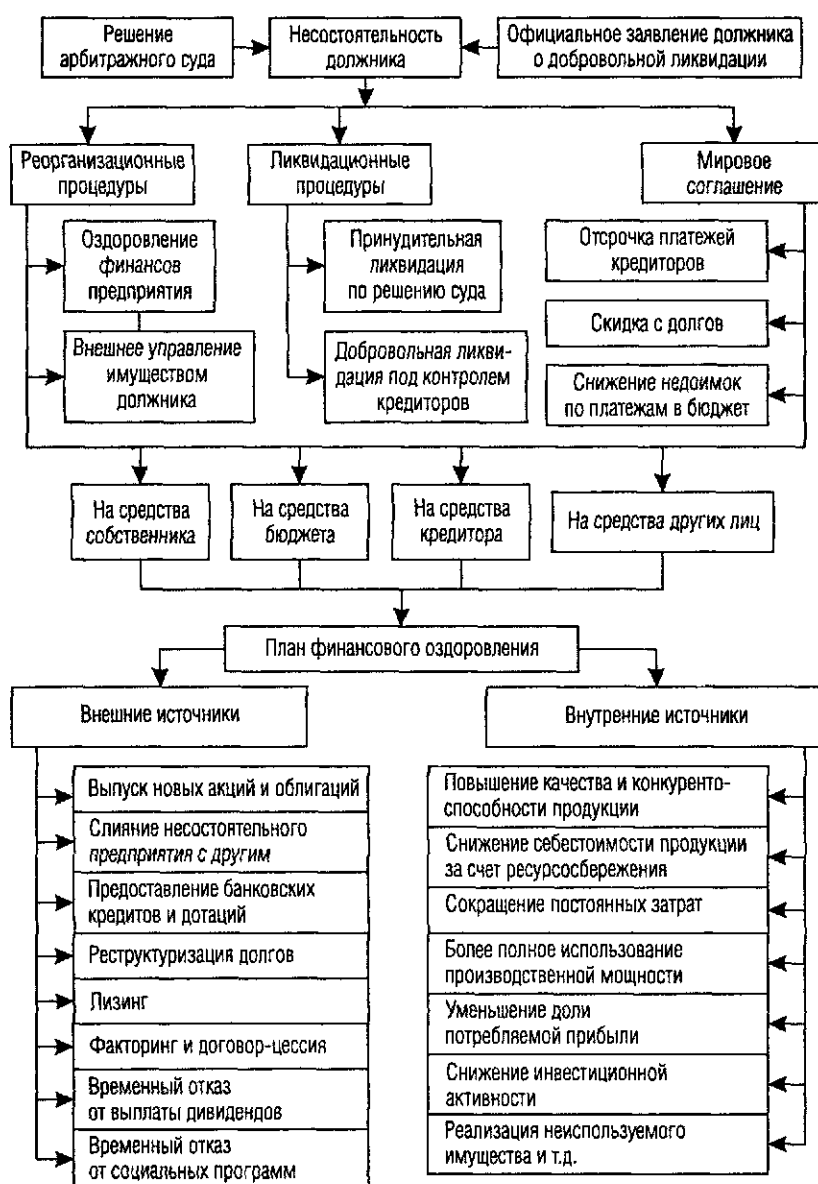 Решение
арбитражного суда
Несостоятельность
должника
Официальное заявление должника
о добровольной ликвидации
Реорганизационные
процедуры
Ликвидационные
процедуры
Мировое
соглашение
Оздоровление
финансов
предприятия
Внешнее управление
имуществом
должника
Принудительная
ликвидация
по решению суда
Добровольная ликви-
дация под контролем
кредиторов
Отсрочка платежей
кредиторов
Скидка с долгов
Снижение недоимок
по платежам в бюджет
На средства
собственника
На средства
бюджета
На средства
кредитора
На средства других лиц
План финансового оздоровления
Внешние источники
Выпуск новых акций и облигаций
Слияние несостоятельного
предприятия с другим
Предоставление банковских
кредитов и дотаций
Реструктуризация долгов
Лизинг
Факторинг и договор-цессия
Временный отказ
от выплаты дивидендов
Временный отказ
от социальных программ
Внутренние источники
Повышение качества и конкуренто-
способности продукции
Снижение себестоимости продукции
за счет ресурсосбережения
Сокращение постоянных затрат
Более полное использование
производственной мощности
Уменьшение доли
потребляемой прибыли
Снижение инвестиционной
активности
Реализация неиспользуемого
имущества и т.д.